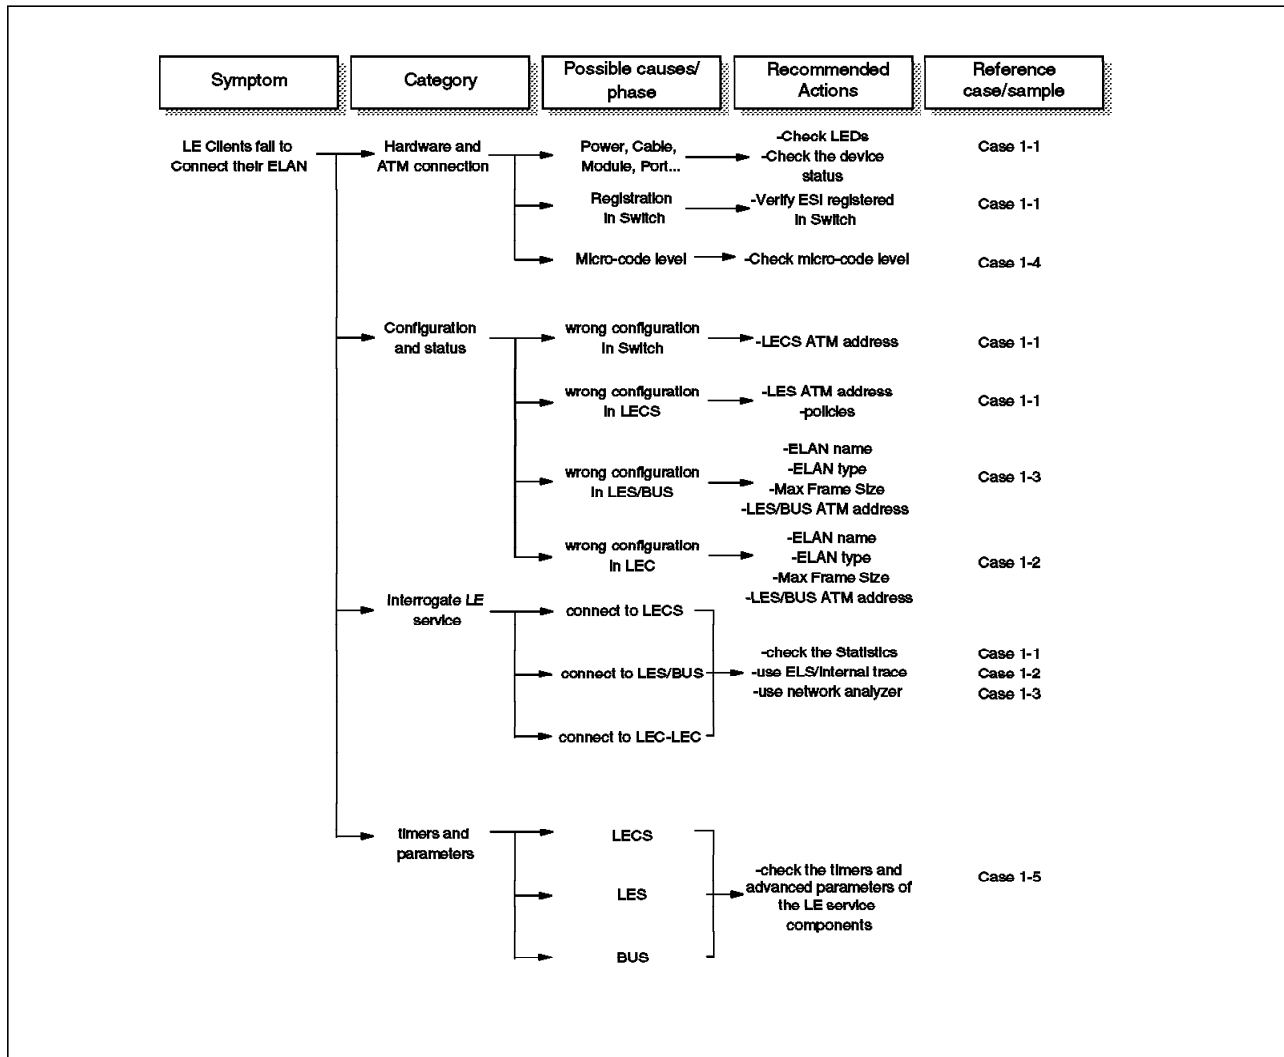 Symptom
Category
Possible causes/
phase
Recommended
Actions
Reference
case/sample
LE Clients fail to
Connect their ELAN
Hardware and
ATM connection
Power, Cable,
Module, Port...
-Check LEDs
-Check the device
status
Case 1-1
Registration
in Switch
-Verify ESI registered
in Switch
Case 1-1
Micro-code level
-Check micro-code level
Case 1-4
Configuration
and status
wrong configuration
in Switch
-LECS ATM address
Case 1-1
wrong configuration
in LECS
-LES ATM address
-policies
Case 1-1
wrong configuration
in LES/BUS
-ELAN name
-ELAN type
-Max Frame Size
-LES/BUS ATM address
Case 1-3
wrong configuration
in LEC
-ELAN name
-ELAN type
-Max Frame Size
-LES/BUS ATM address
Case 1-2
Interrogate LE
service
connect to LECS
connect to LES/BUS
connect to LEC-LEC
-check the Statistics
-use ELS/internal trace
-use network analyzer
Case 1-1
Case 1-2
Case 1-3
timers and
parameters
LECS
LES
BUS
-check the timers and
advanced parameters of
the LE service
components
Case 1-5